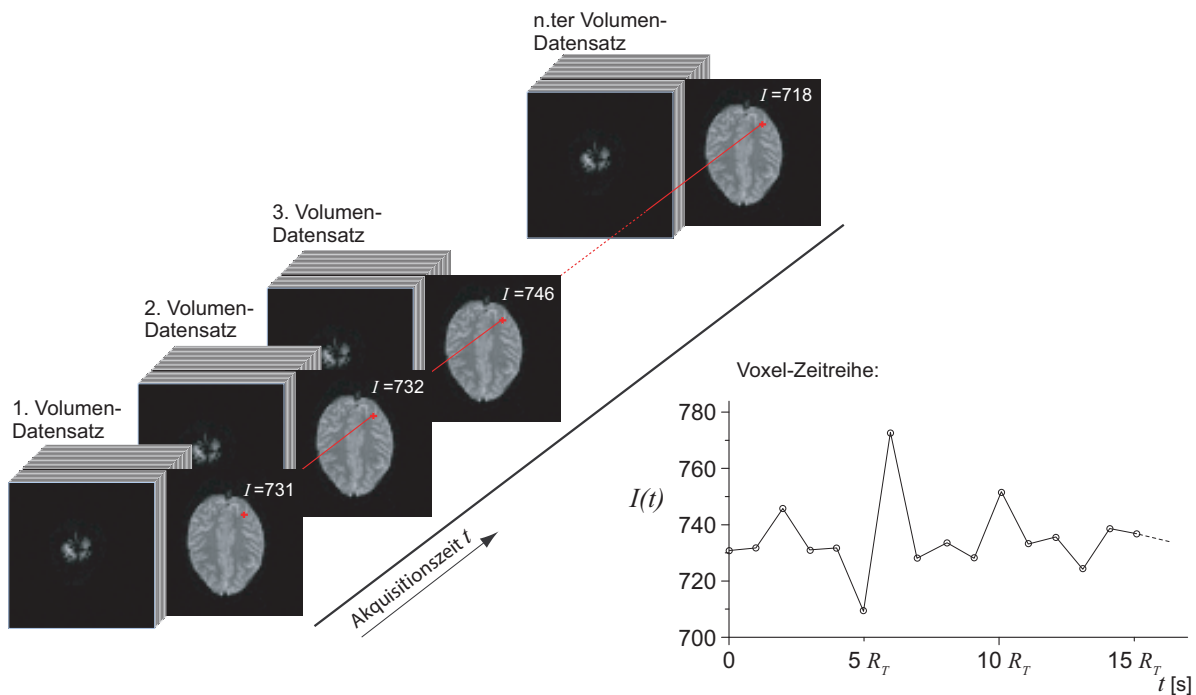 n.ter Volumen-
Datensatz
I =718
3. Volumen-
Datensatz
I =746
2. Volumen-
Datensatz
I =732
1. Volumen-
Datensatz
I =731
Akquisitionszeit t
Voxel-Zeitreihe:
I(t)
780
760
740
720
700
0
5 R_T
10 R_T
15 R_T
t [s]